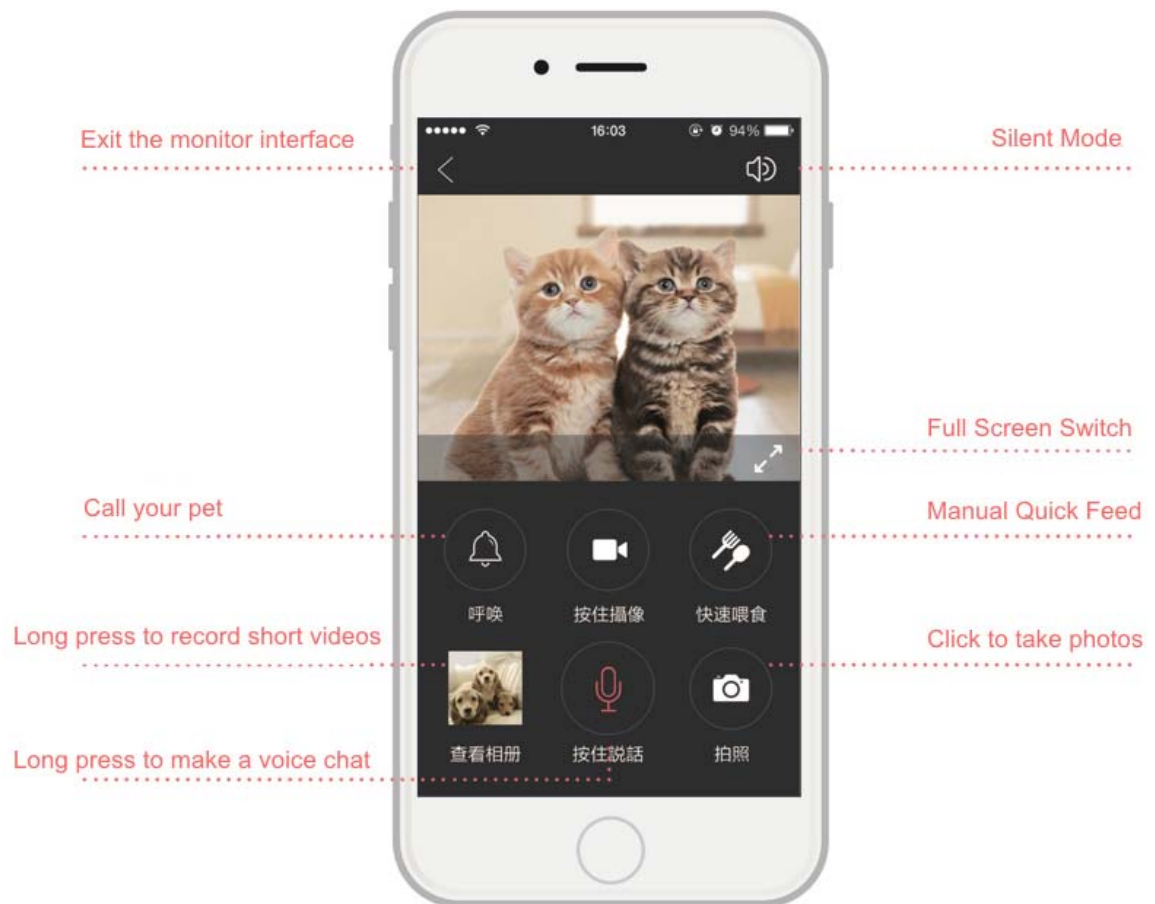 16:03
94%
Exit the monitor interface
Silent Mode
Full Screen Switch
Call your pet
Manual Quick Feed
呼唤
按住攝像
快速喂食
Long press to record short videos
Click to take photos
查看相册
按住説話
拍照
Long press to make a voice chat